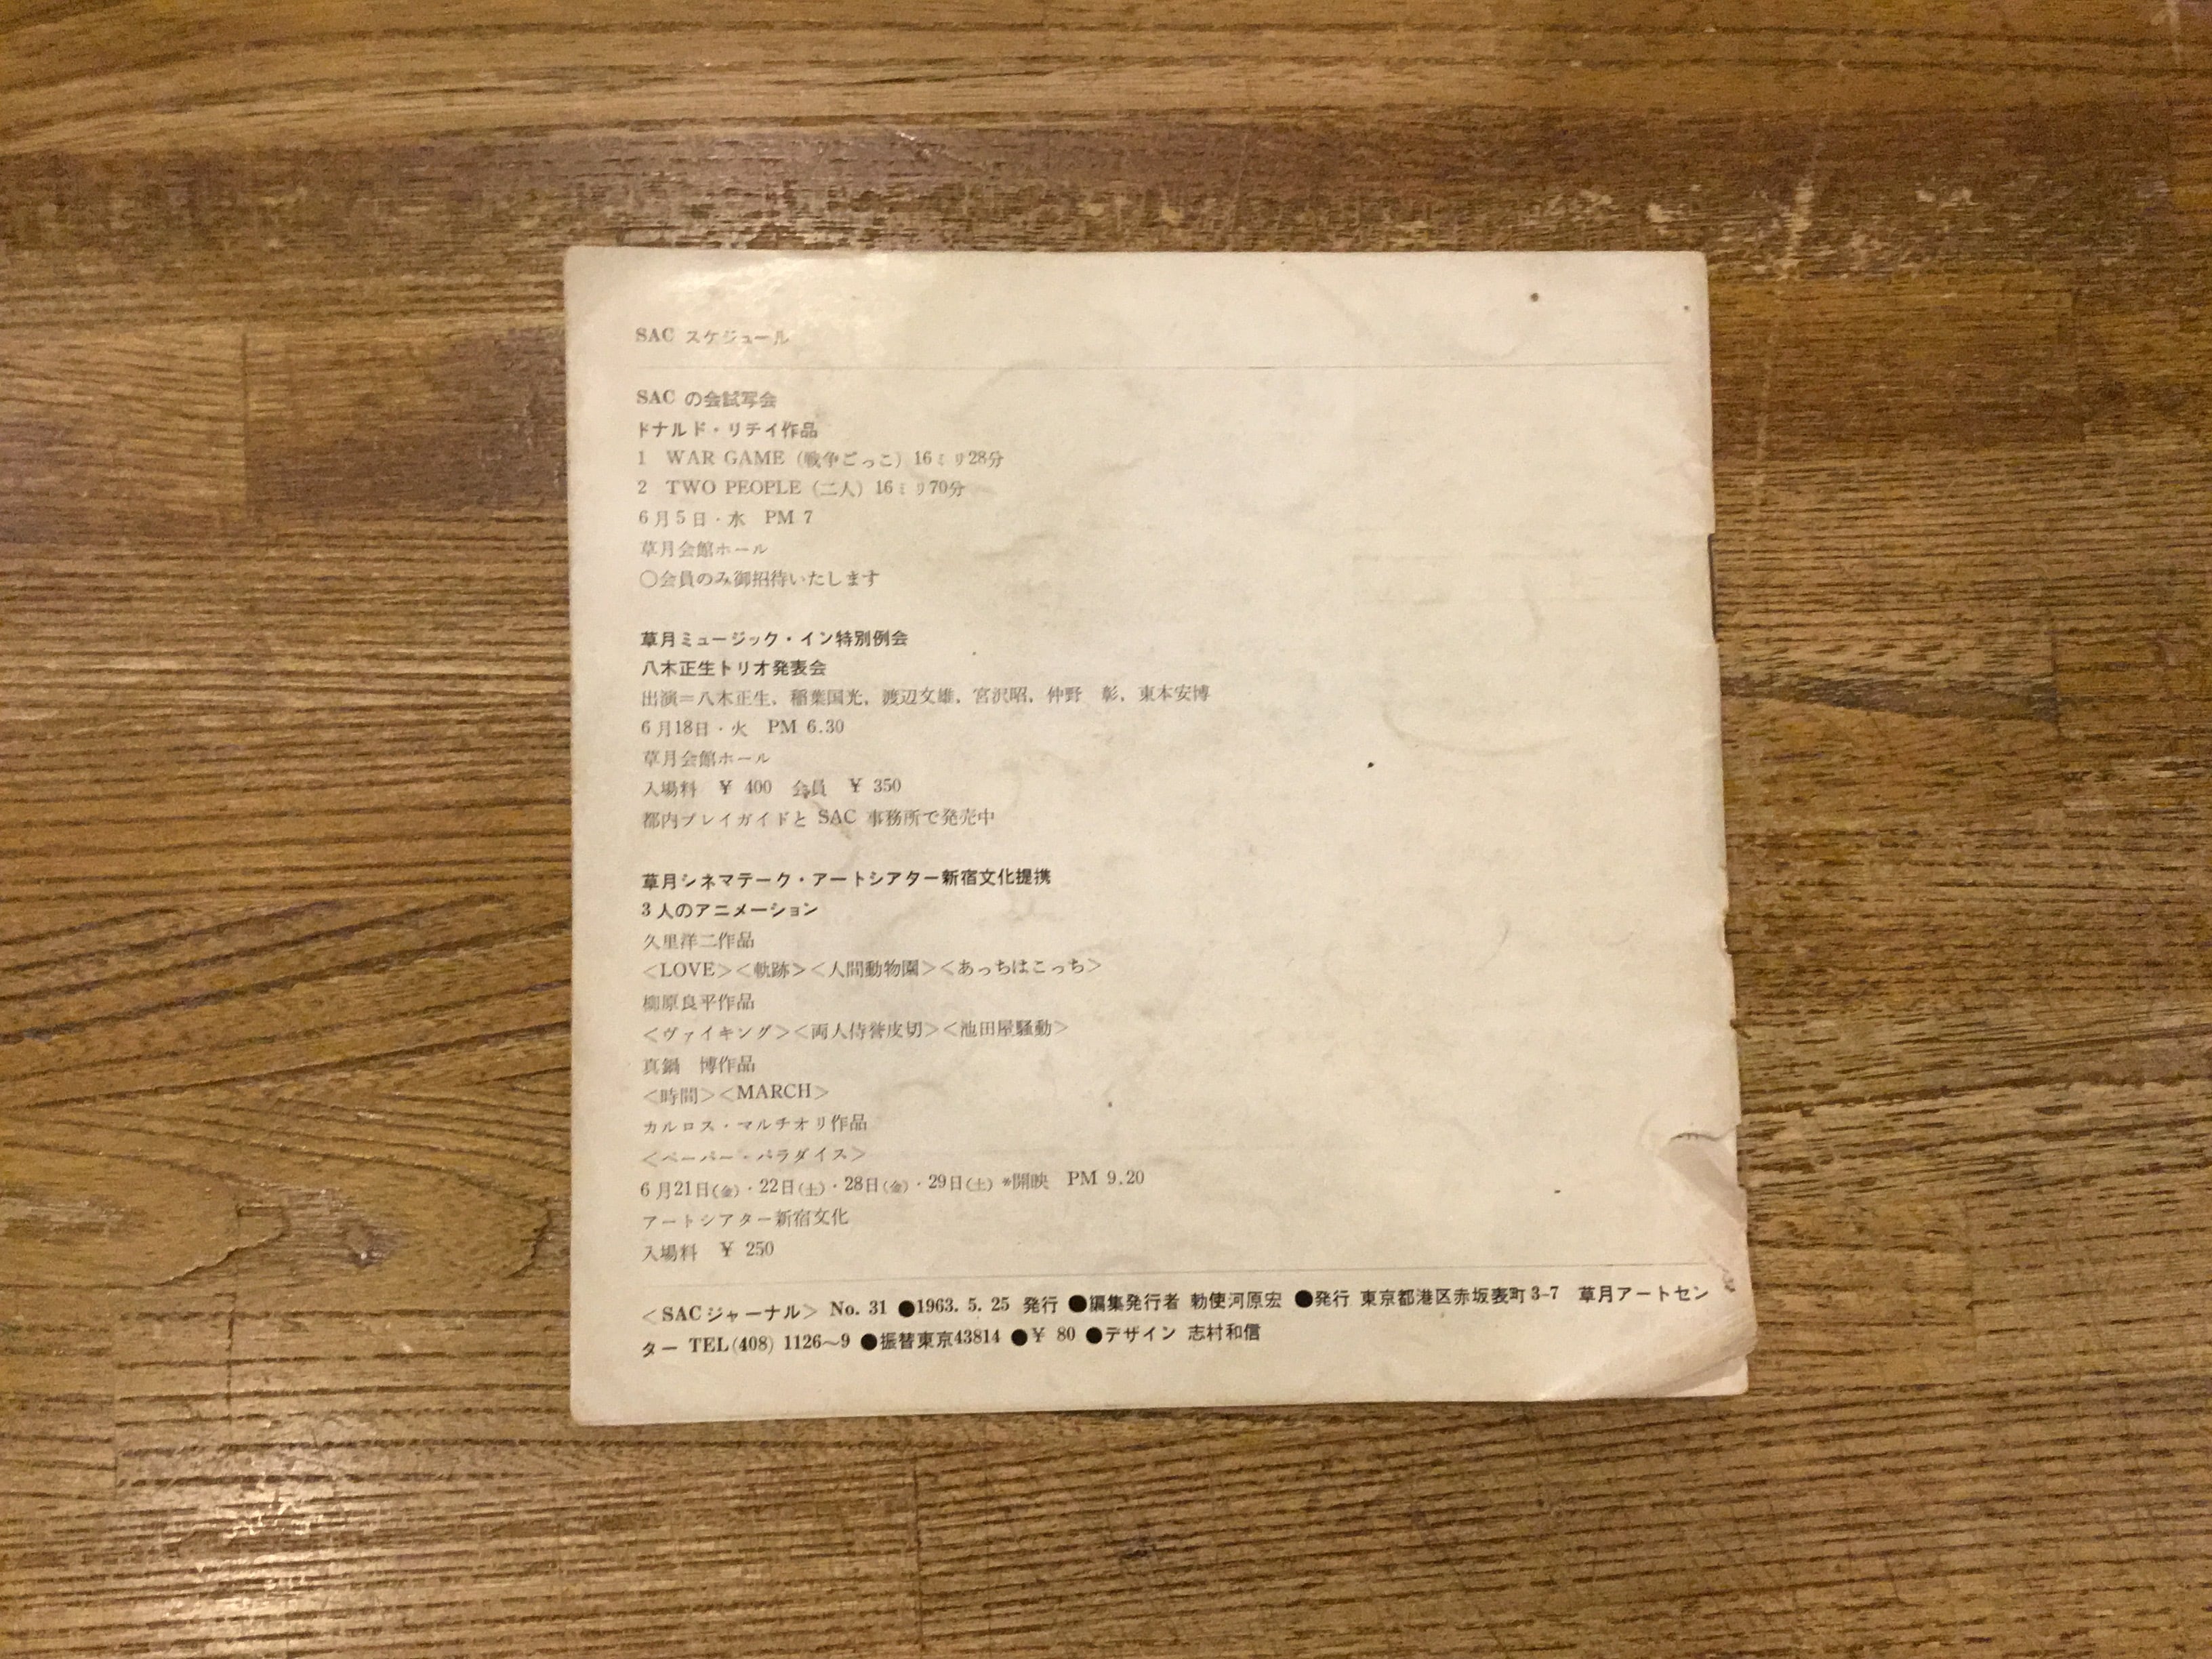 SAC スケジュール
SAC の会試写会
ドナルド・リチイ作品
1　WAR GAME（戦争ごっこ）16ミリ28分
2　TWO PEOPLE（二人）16ミリ70分
6月5日・水　PM 7
草月会館ホール
○会員のみ御招待いたします
草月ミュージック・イン特別例会
八木正生トリオ発表会
出演＝八木正生，稲葉国光，渡辺文雄，宮沢昭，仲野　彰，東本安博
6月18日・火　PM 6.30
草月会館ホール
入場料　¥ 400　会員　¥ 350
都内プレイガイドと SAC 事務所で発売中
草月シネマテーク・アートシアター新宿文化提携
3人のアニメーション
久里洋二作品
＜LOVE＞＜軌跡＞＜人間動物園＞＜あっちはこっち＞
柳原良平作品
＜ヴァイキング＞＜両人侍誉皮切＞＜池田屋騒動＞
真鍋　博作品
＜時間＞＜MARCH＞
カルロス・マルチオリ作品
＜ペーパー・パラダイス＞
6月21日(金)・22日(土)・28日(金)・29日(土) *開映　PM 9.20
アートシアター新宿文化
入場料　¥ 250
＜SACジャーナル＞ No. 31 ●1963. 5. 25 発行 ●編集発行者 勅使河原宏 ●発行 東京都港区赤坂表町3-7　草月アートセン
ター TEL(408) 1126〜9 ●振替東京43814 ●¥ 80 ●デザイン 志村和信